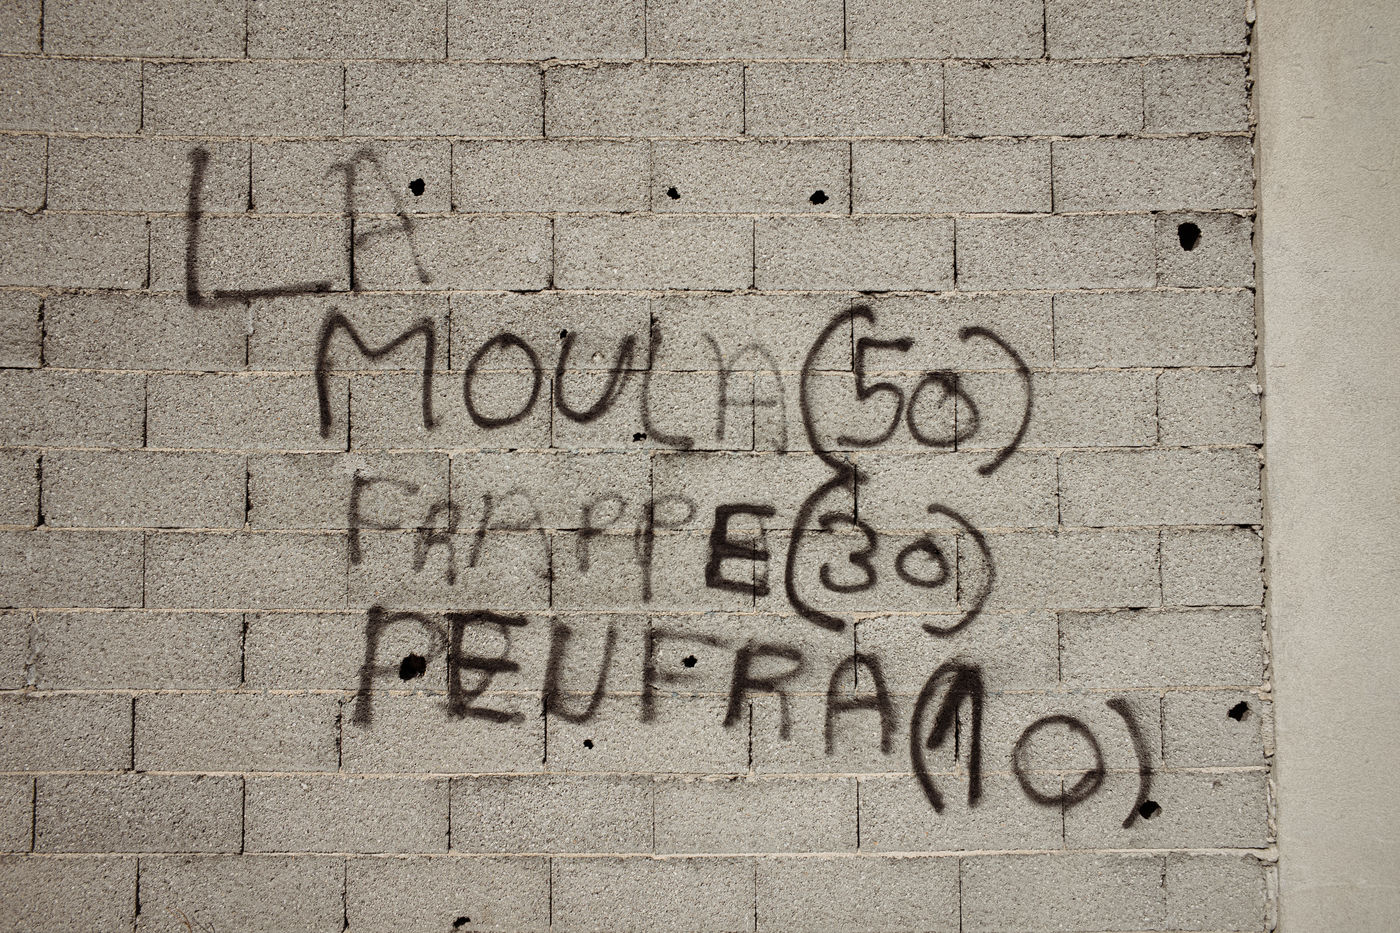 LA
MOULA (50)
FRAPPE (30)
PEUFRA (10)